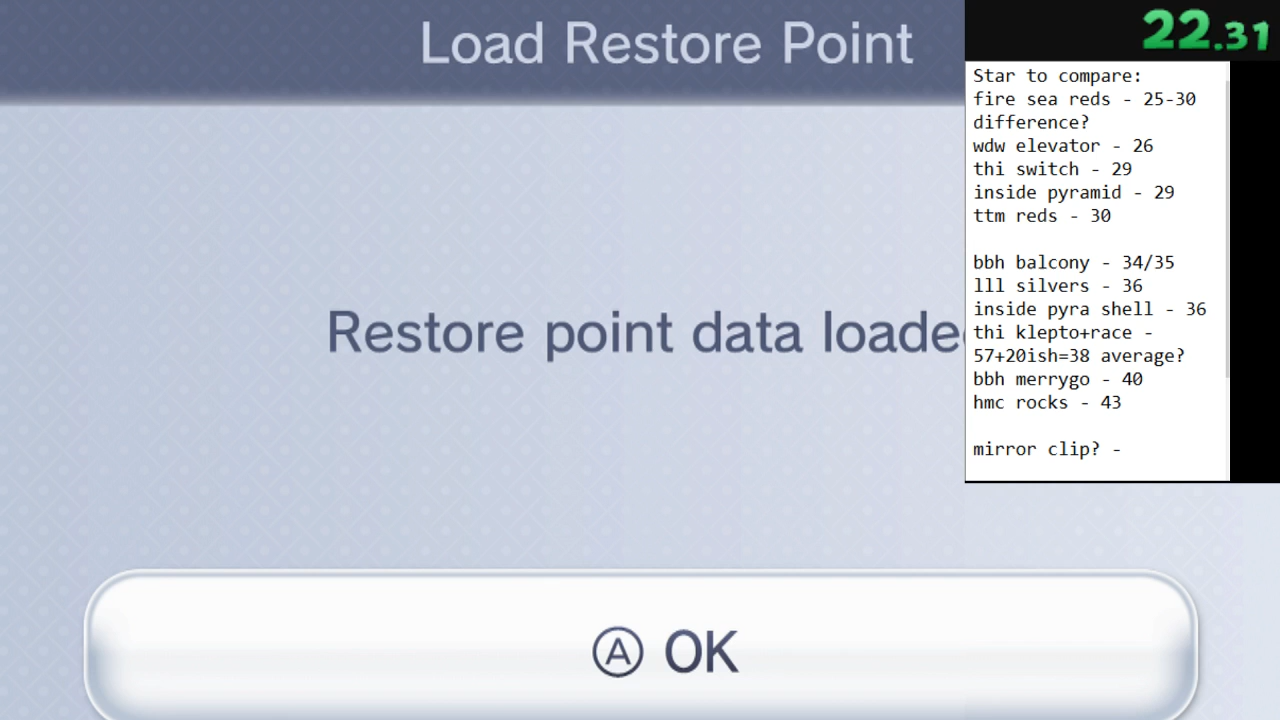 Load Restore Point
22.31
Star to compare:
fire sea reds - 25-30
difference?
wdw elevator - 26
thi switch - 29
inside pyramid - 29
ttm reds - 30
bbh balcony - 34/35
lll silvers - 36
inside pyra shell - 36
thi klepto+race -
57+20ish=38 average?
bbh merrygo - 40
hmc rocks - 43
mirror clip? -
Restore point data loade
A OK